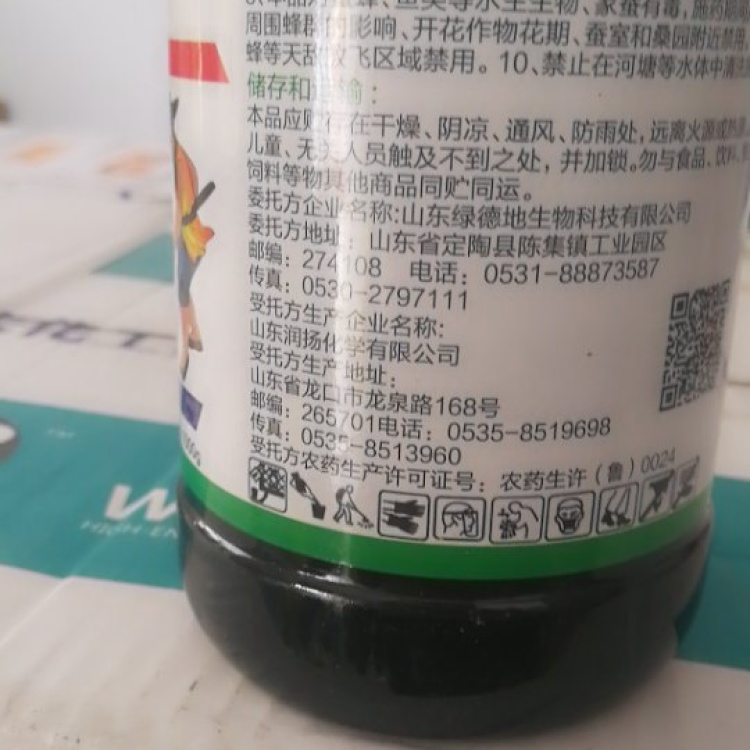 周围蜂群的影响、开花作物花期、蚕室和桑园附近禁用
蜂等天敌放飞区域禁用。10、禁止在河塘等水体中清洗
储存和运输：
本品应贮存在干燥、阴凉、通风、防雨处，远离火源或
儿童、无关人员触及不到之处，并加锁。勿与食品、饮料、
饲料等物其他商品同贮同运。
委托方企业名称:山东绿德地生物科技有限公司
委托方地址：山东省定陶县陈集镇工业园区
邮编：274108 电话：0531-88873587
传真：0530-2797111
受托方生产企业名称:
山东润扬化学有限公司
受托方生产地址：
山东省龙口市龙泉路168号
邮编：265701电话：0535-8519698
传真：0535-8513960
受托方农药生产许可证号：农药生许（鲁）0024